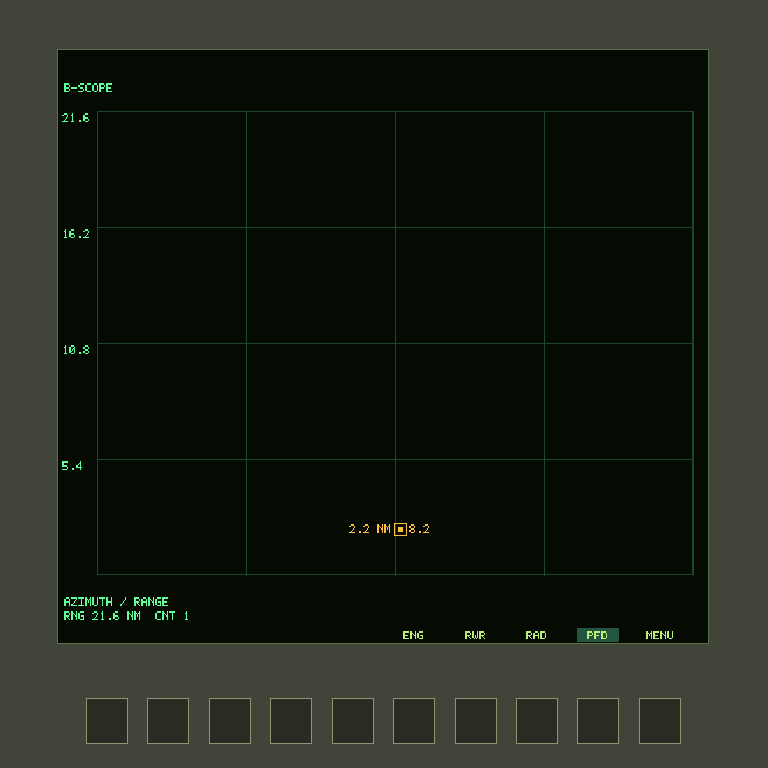 B-SCOPE
21.6
16.2
10.8
5.4
2.2 NM 8.2
AZIMUTH / RANGE
RNG 21.6 NM  CNT 1
ENG RWR RAD PFD MENU